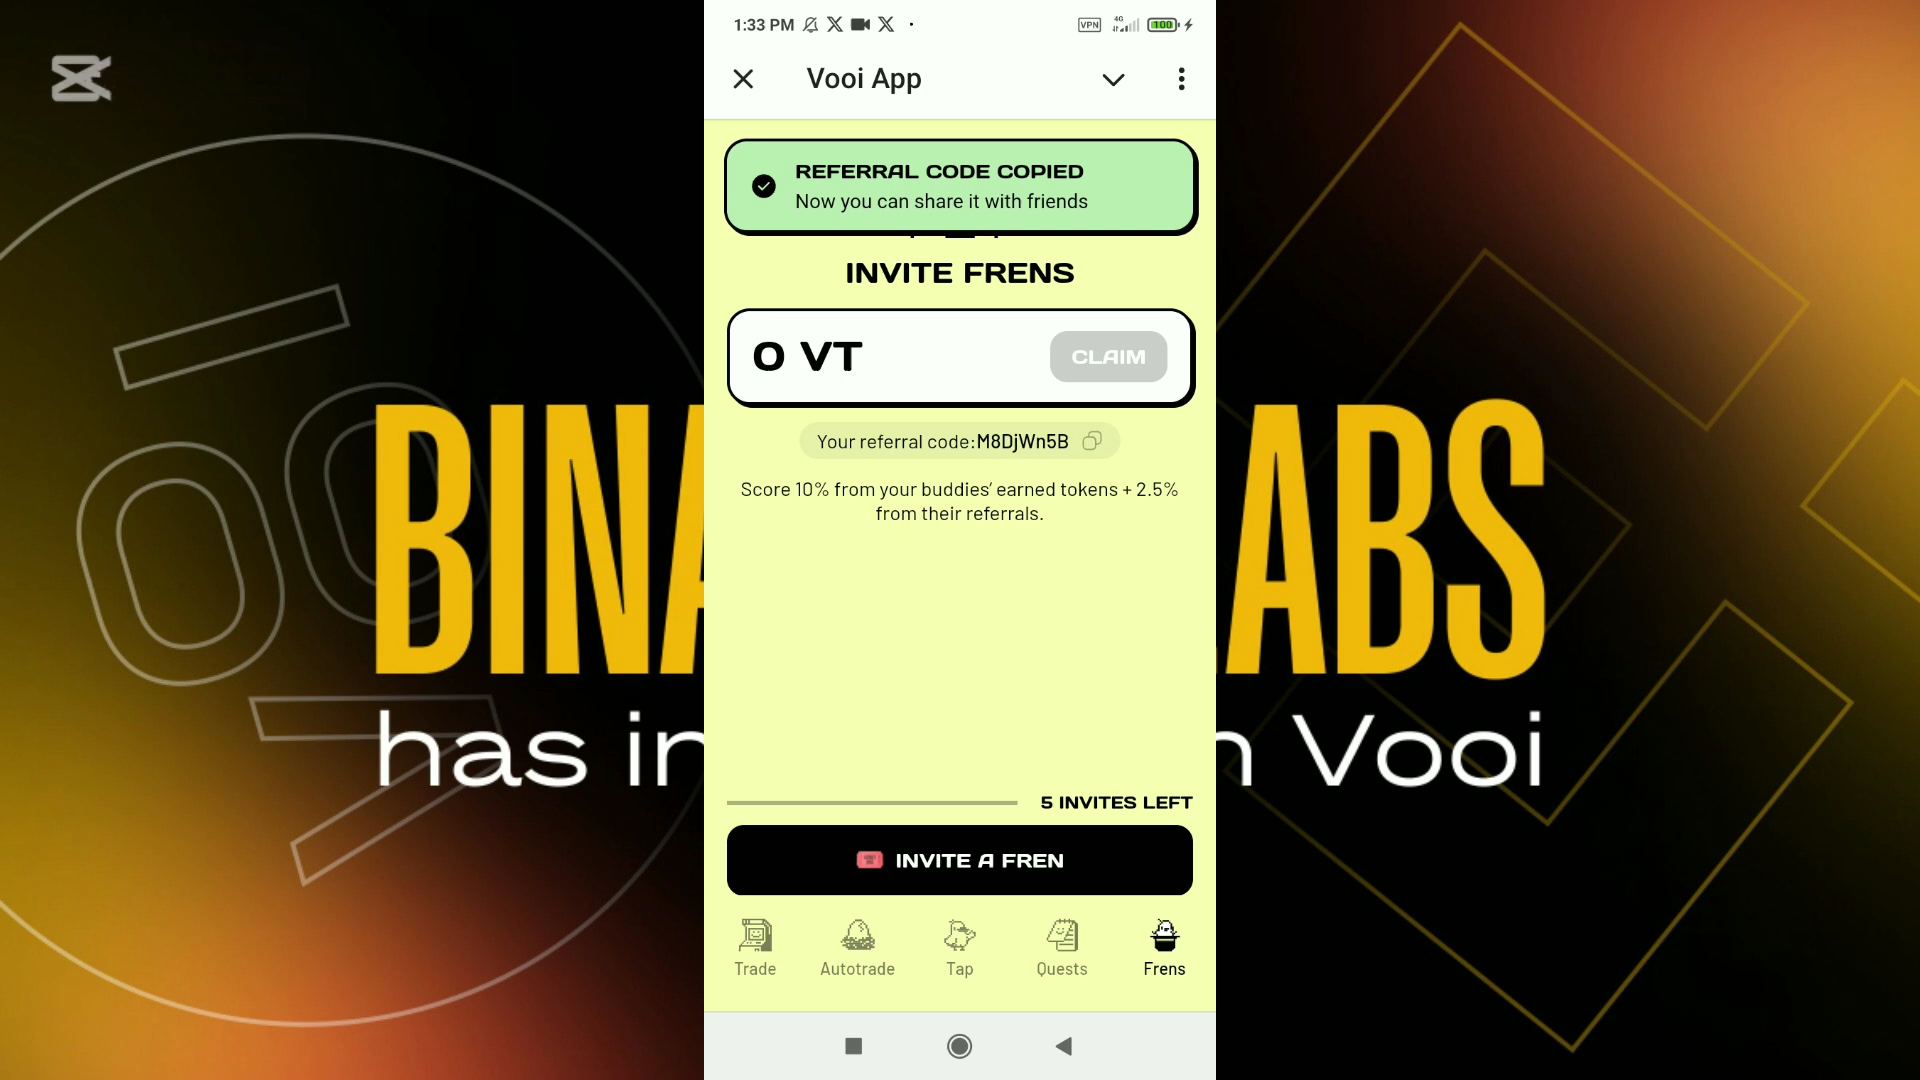 1:33 PM
VPN 4G 100
Vooi App
REFERRAL CODE COPIED
Now you can share it with friends
INVITE FRENS
0 VT
CLAIM
Your referral code:M8DjWn5B
Score 10% from your buddies’ earned tokens + 2.5%
from their referrals.
5 INVITES LEFT
INVITE A FREN
Trade
Autotrade
Tap
Quests
Frens
ABS
has
Vooi